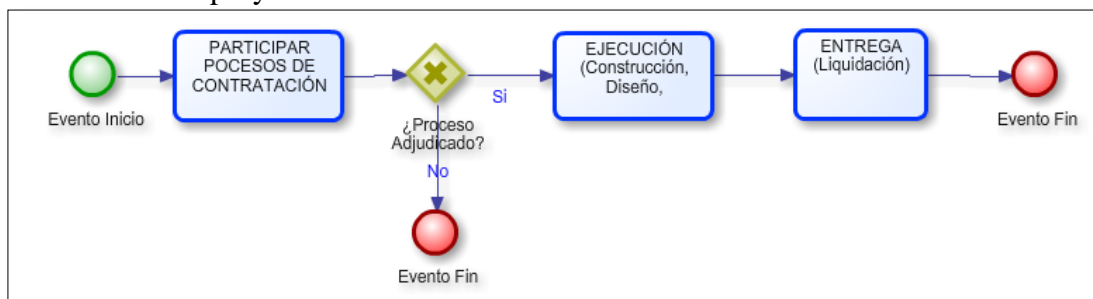 PARTICIPAR
POCESOS DE
CONTRATACIÓN
EJECUCIÓN
(Construcción,
Diseño,
ENTREGA
(Liquidación)
Evento Inicio
Si
Evento Fin
¿Proceso
Adjudicado?
No
Evento Fin